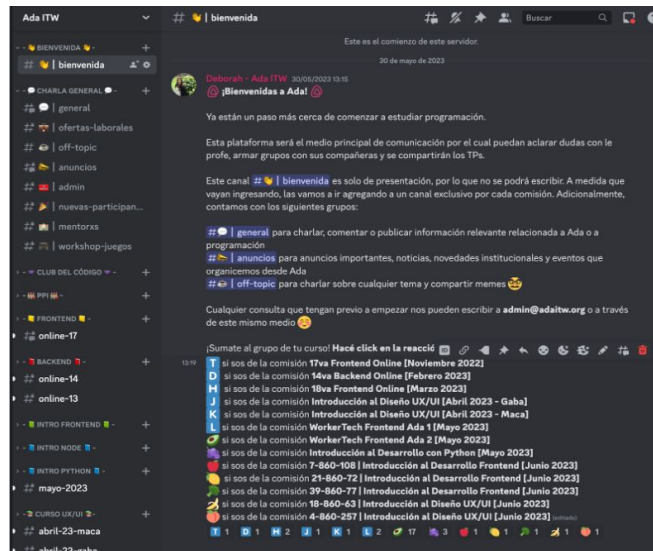 Ada ITW
# 👋 | bienvenida
Buscar
- - 👋 BIENVENIDA 👋 -
# 👋 | bienvenida
- - 💬 CHARLA GENERAL 💬 -
# 💬 | general
# | ofertas-laborales
# | off-topic
# | anuncios
# | admin
# | nuevas-participan...
# | mentorxs
# | workshop-juegos
- CLUB DEL CÓDIGO -
- PPI -
- FRONTEND -
# online-17
- BACKEND -
# online-14
# online-13
- INTRO FRONTEND -
- INTRO NODE -
- INTRO PYTHON -
# mayo-2023
- CURSO UX/UI -
# abril-23-maca
# abril-23-gaba
Este es el comienzo de este servidor.
30 de mayo de 2023
Deborah - Ada ITW 30/05/2023 13:15
¡Bienvenidas a Ada!
Ya están un paso más cerca de comenzar a estudiar programación.
Esta plataforma será el medio principal de comunicación por el cual puedan aclarar dudas con le
profe, armar grupos con sus compañeras y se compartirán los TPs.
Este canal # 👋 | bienvenida es solo de presentación, por lo que no se podrá escribir. A medida que
vayan ingresando, las vamos a ir agregando a un canal exclusivo por cada comisión. Adicionalmente,
contamos con los siguientes grupos:
# 💬 | general para charlar, comentar o publicar información relevante relacionada a Ada o a
programación
# | anuncios para anuncios importantes, noticias, novedades institucionales y eventos que
organicemos desde Ada
# | off-topic para charlar sobre cualquier tema y compartir memes
Cualquier consulta que tengan previo a empezar nos pueden escribir a admin@adaitw.org o a través
de este mismo medio
¡Sumate al grupo de tu curso! Hacé click en la reacció
13:19
T si sos de la comisión 17va Frontend Online [Noviembre 2022]
D si sos de la comisión 14va Backend Online [Febrero 2023]
H si sos de la comisión 18va Frontend Online [Marzo 2023]
J si sos de la comisión Introducción al Diseño UX/UI [Abril 2023 - Gaba]
K si sos de la comisión Introducción al Diseño UX/UI [Abril 2023 - Maca]
L si sos de la comisión WorkerTech Frontend Ada 1 [Mayo 2023]
🥑 si sos de la comisión WorkerTech Frontend Ada 2 [Mayo 2023]
🍇 si sos de la comisión Introducción al Desarrollo con Python [Mayo 2023]
🍎 si sos de la comisión 7-860-108 | Introducción al Desarrollo Frontend [Junio 2023]
🍋 si sos de la comisión 21-860-72 | Introducción al Desarrollo Frontend [Junio 2023]
🥦 si sos de la comisión 39-860-77 | Introducción al Desarrollo Frontend [Junio 2023]
🍌 si sos de la comisión 18-860-63 | Introducción al Diseño UX/UI [Junio 2023]
🍑 si sos de la comisión 4-860-257 | Introducción al Diseño UX/UI [Junio 2023] (editado)
T 1 D 1 H 2 J 1 K 1 L 2 🥑 17 🍇 3 🍎 1 🍋 1 🥦 1 🍌 1 🍑 1